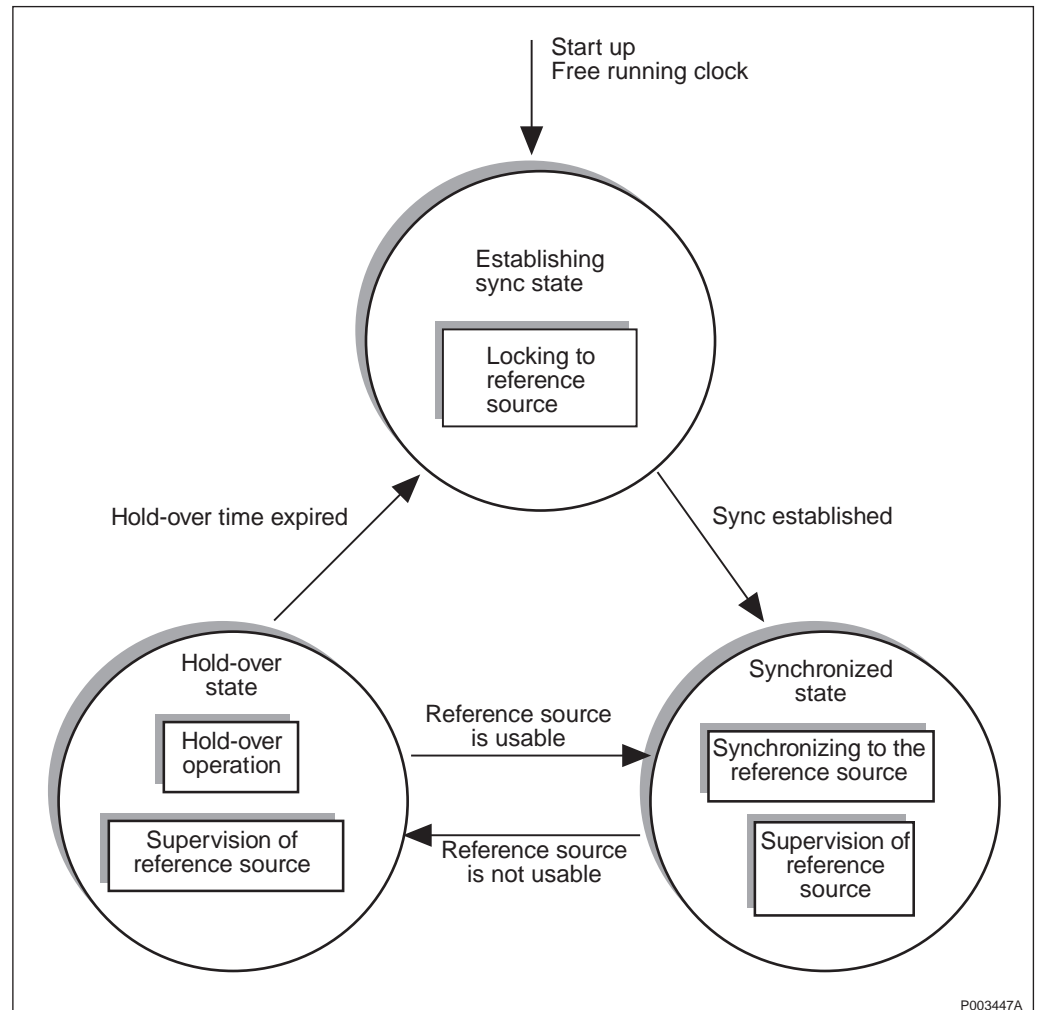 Start up
Free running clock
Establishing
sync state
Locking to
reference
source
Hold-over time expired
Sync established
Hold-over
state
Hold-over
operation
Supervision of
reference source
Reference source
is usable
Reference source
is not usable
Synchronized
state
Synchronizing to the
reference source
Supervision of
reference
source
P003447A